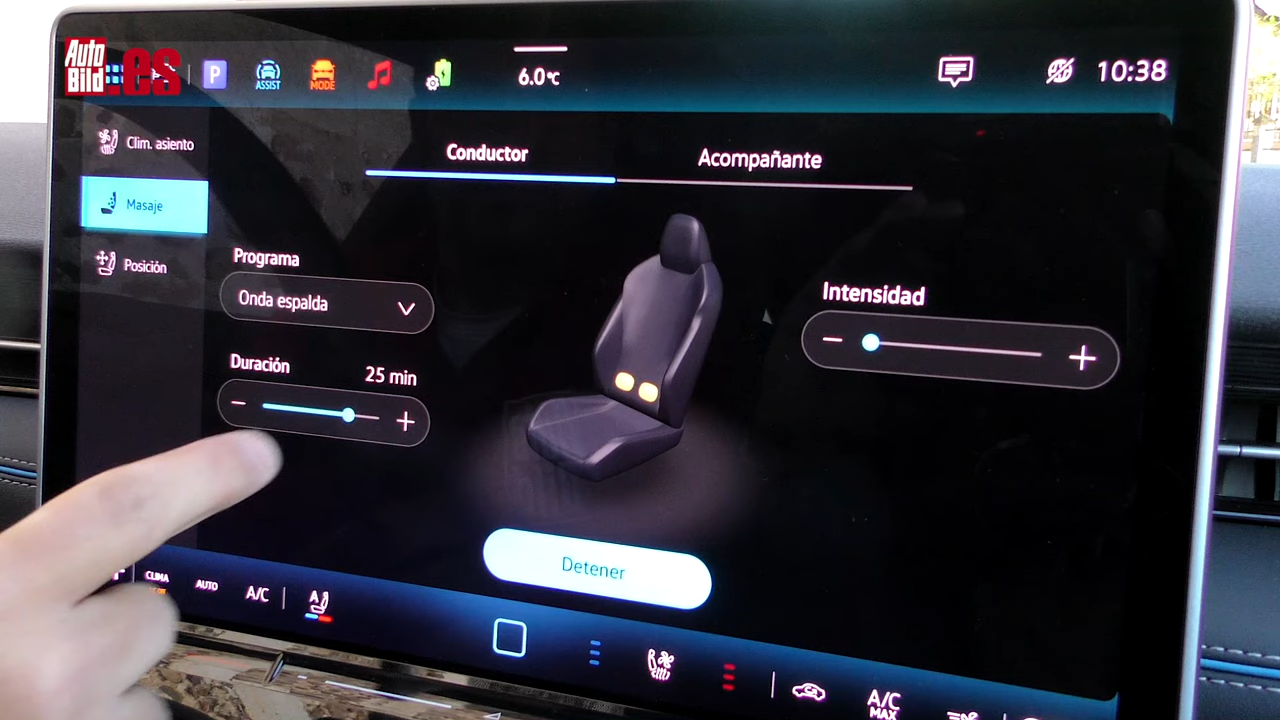 Auto
Bild.es
P
ASSIST
MODE
6.0°C
10:38
Clim. asiento
Masaje
Posición
Conductor
Acompañante
Programa
Onda espalda
Duración
25 min
Intensidad
Detener
CLIMA
AUTO
A/C
A
A/C
MAX